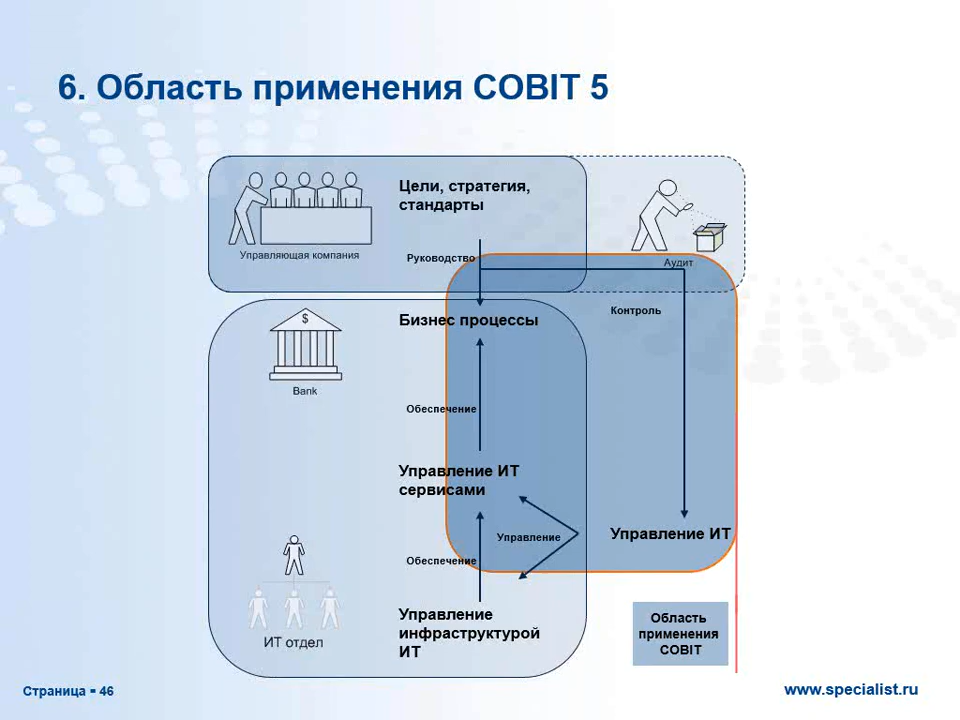 6. Область применения COBIT 5
Цели, стратегия,
стандарты
Управляющая компания
Руководство
Аудит
Контроль
$
Бизнес процессы
Bank
Обеспечение
Управление ИТ
сервисами
Управление
Управление ИТ
Обеспечение
ИТ отдел
Управление
инфраструктурой
ИТ
Область
применения
COBIT
Страница ▪ 46
www.specialist.ru